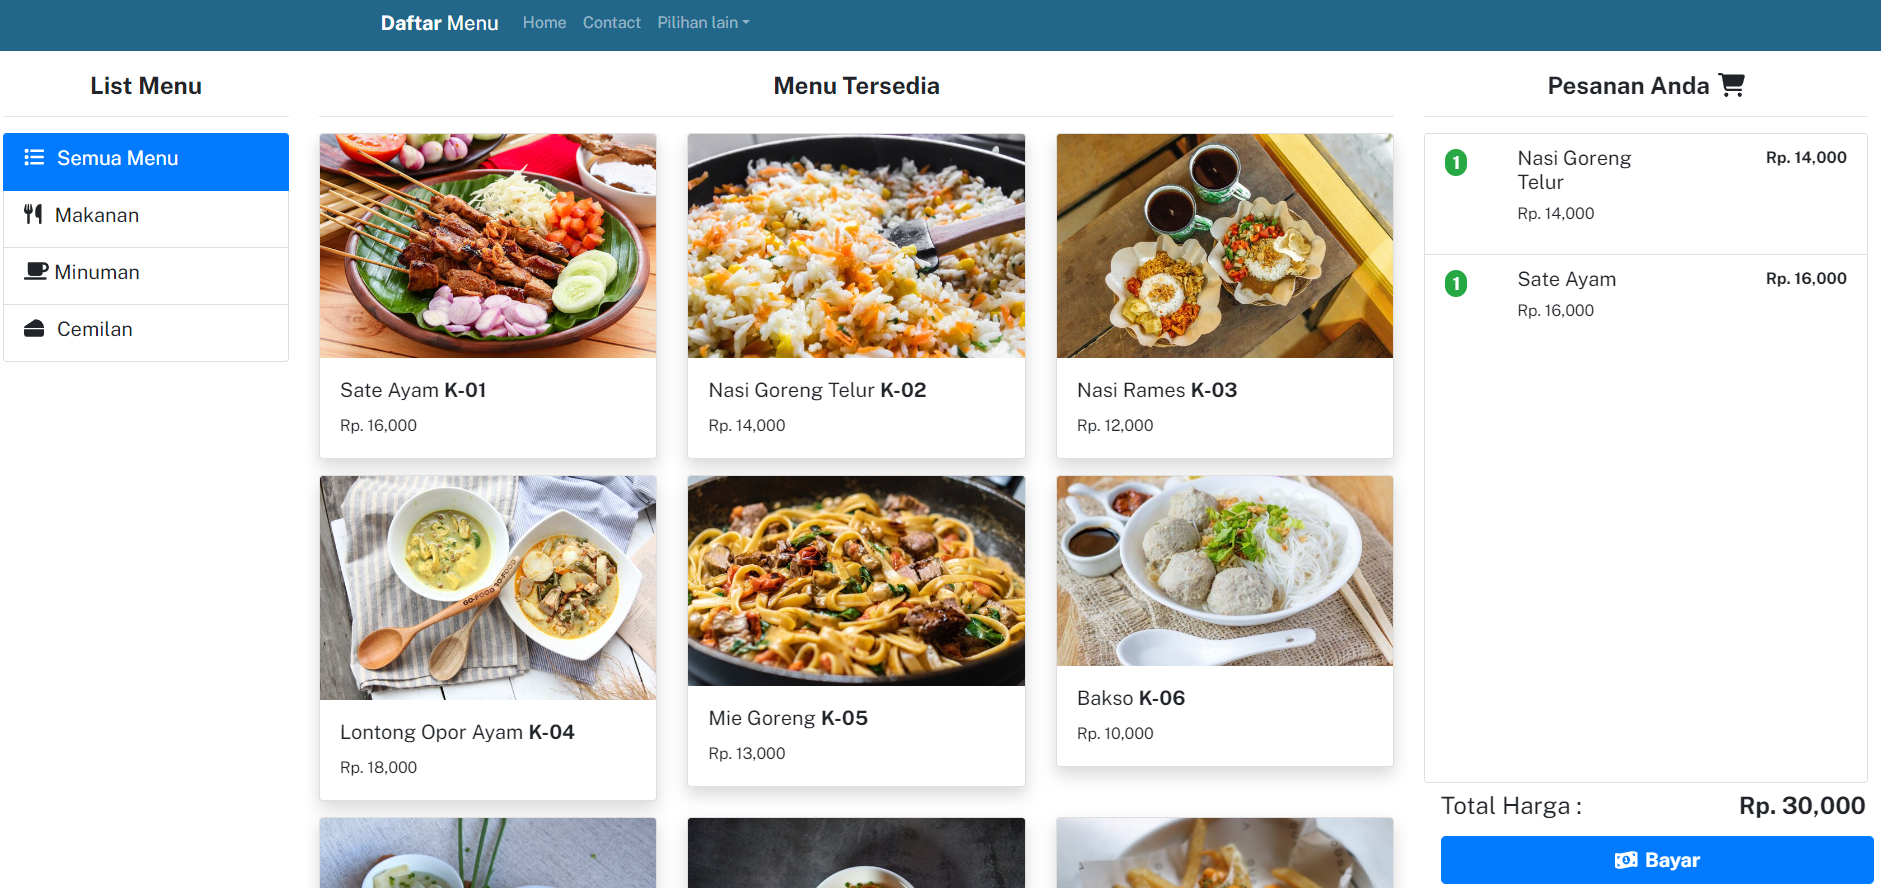 Daftar Menu Home Contact Pilihan lain
List Menu
Semua Menu
Makanan
Minuman
Cemilan
Menu Tersedia
Sate Ayam K-01
Rp. 16,000
Nasi Goreng Telur K-02
Rp. 14,000
Nasi Rames K-03
Rp. 12,000
GO-FOOD GO-FOOD
Lontong Opor Ayam K-04
Rp. 18,000
Mie Goreng K-05
Rp. 13,000
Bakso K-06
Rp. 10,000
Pesanan Anda
1 Nasi Goreng Rp. 14,000
Telur
Rp. 14,000
1 Sate Ayam Rp. 16,000
Rp. 16,000
Total Harga : Rp. 30,000
Bayar